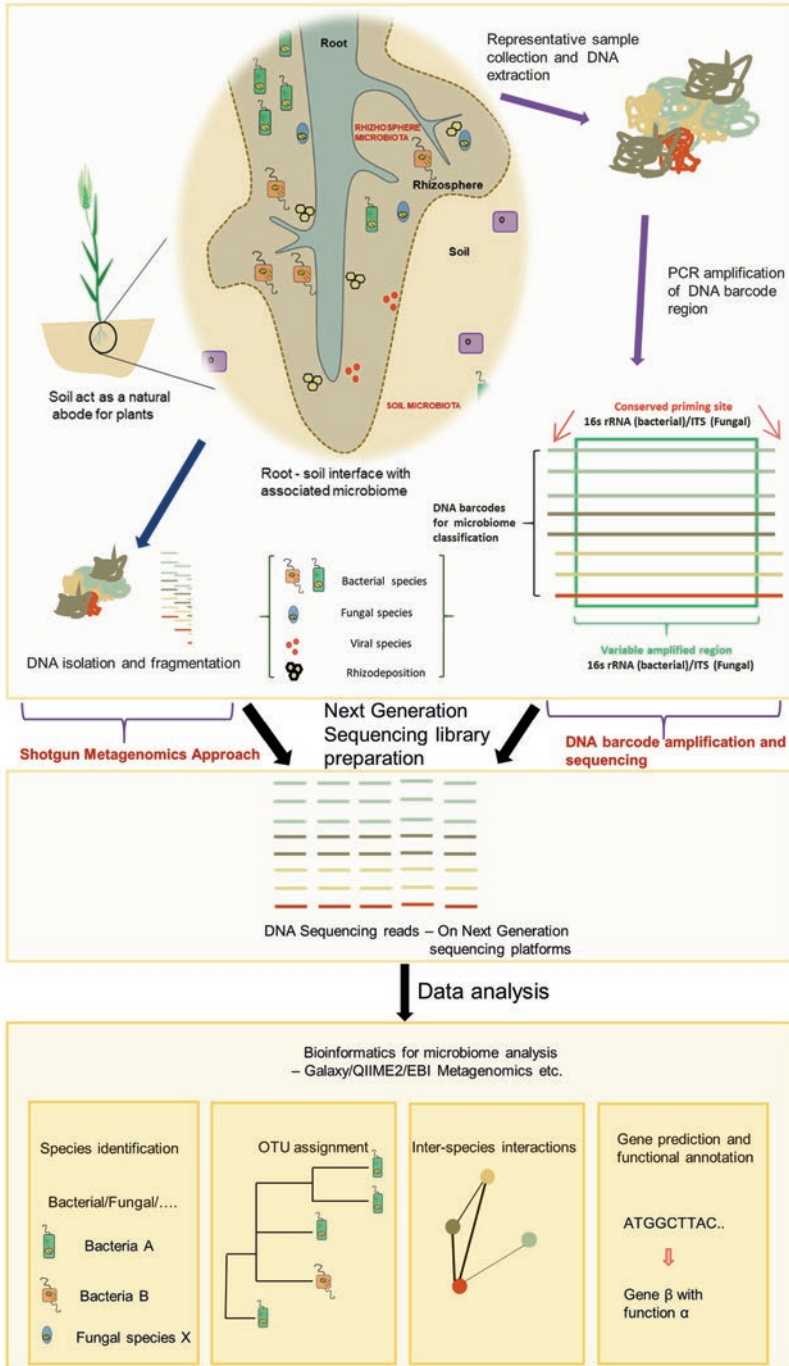 Root
Representative sample
collection and DNA
extraction
RHIZHOSPHERE
MICROBIOTA
Rhizosphere
Soil
PCR amplification
of DNA barcode
region
Soil act as a natural
abode for plants
SOIL MICROBIOTA
Root - soil interface with
associated microbiome
Conserved priming site
16s rRNA (bacterial)/ITS (Fungal)
DNA barcodes
for microbiome
classification
Bacterial species
Fungal species
Viral species
Rhizodeposition
DNA isolation and fragmentation
Variable amplified region
16s rRNA (bacterial)/ITS (Fungal)
Shotgun Metagenomics Approach
Next Generation
Sequencing library
preparation
DNA barcode amplification and
sequencing
DNA Sequencing reads – On Next Generation
sequencing platforms
Data analysis
Bioinformatics for microbiome analysis
– Galaxy/QIIME2/EBI Metagenomics etc.
Species identification
Bacterial/Fungal/....
Bacteria A
Bacteria B
Fungal species X
OTU assignment
Inter-species interactions
Gene prediction and
functional annotation
ATGGCTTAC..
Gene β with
function α